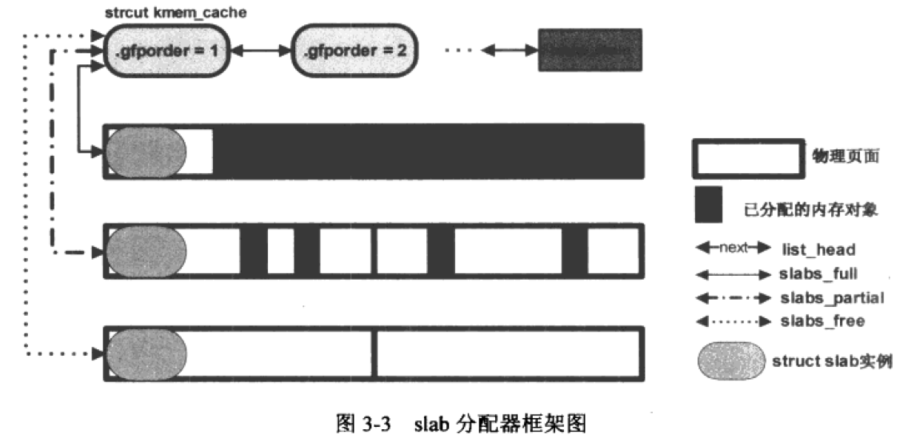 strcut kmem_cache
.gfporder = 1
.gfporder = 2
物理页面
已分配的内存对象
next
list_head
slabs_full
slabs_partial
slabs_free
struct slab实例
图 3-3 slab 分配器框架图